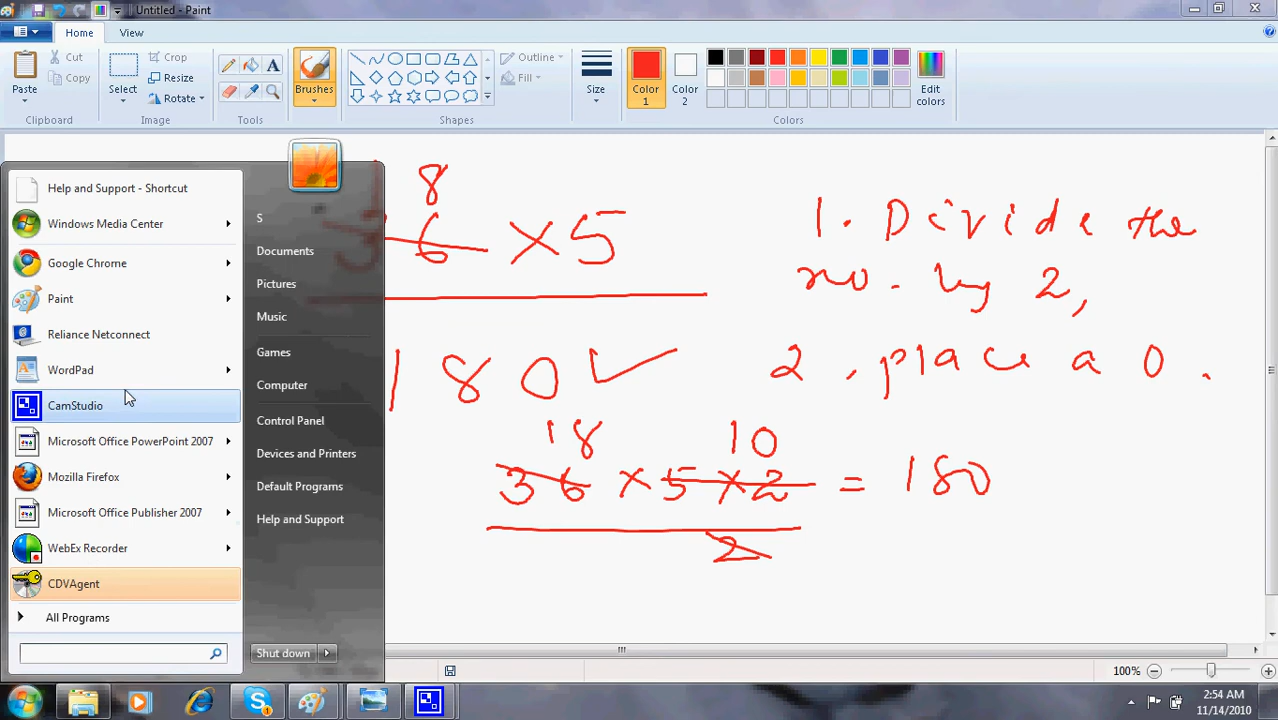 Untitled - Paint
Home
View
Paste
Cut
Copy
Clipboard
Select
Crop
Resize
Rotate
Image
A
Tools
Brushes
Outline
Fill
Shapes
Size
Color
1
Color
2
Edit
colors
Colors
8
36 ×5
180
1. Divide the
no. by 2,
2. place a 0.
18 10
36 ×5×2 = 180
2
Help and Support - Shortcut
Windows Media Center
Google Chrome
Paint
Reliance Netconnect
WordPad
CamStudio
Microsoft Office PowerPoint 2007
Mozilla Firefox
Microsoft Office Publisher 2007
WebEx Recorder
CDVAgent
All Programs
S
Documents
Pictures
Music
Games
Computer
Control Panel
Devices and Printers
Default Programs
Help and Support
Shut down
100%
2:54 AM
11/14/2010